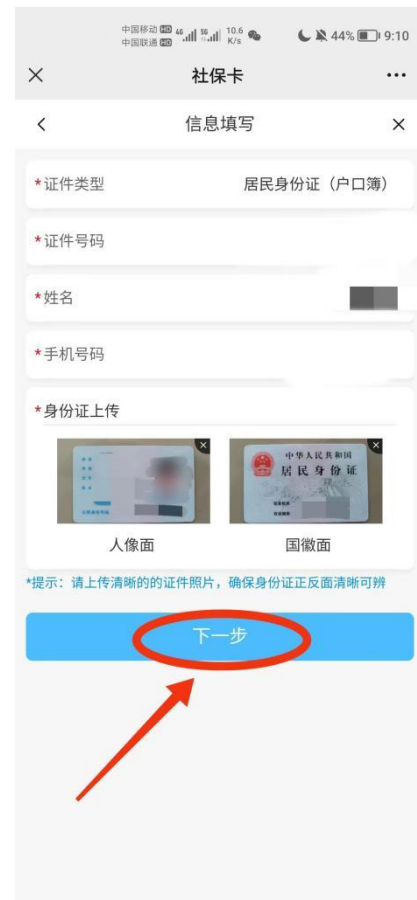 中国移动 HD 4G 5G 10.6 44% 9:10
中国联通 HD K/s
社保卡
信息填写
*证件类型 居民身份证（户口簿）
*证件号码
*姓名
*手机号码
*身份证上传
中华人民共和国
居民身份证
人像面 国徽面
*提示：请上传清晰的的证件照片，确保身份证正反面清晰可辨
下一步